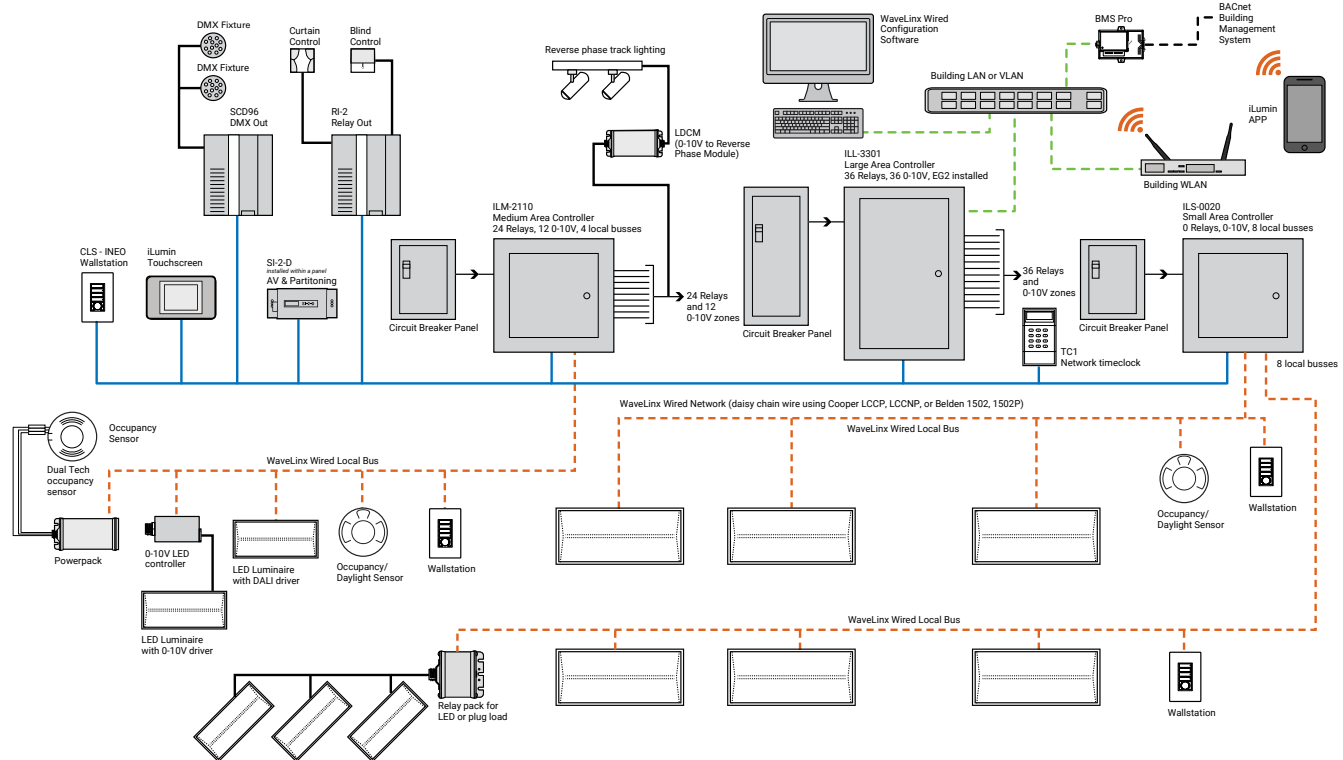 DMX Fixture
DMX Fixture
Curtain
Control
Blind
Control
SCD96
DMX Out
RI-2
Relay Out
Reverse phase track lighting
LDCM
(0-10V to Reverse
Phase Module)
WaveLinx Wired
Configuration
Software
Building LAN or VLAN
BMS Pro
BACnet
Building
Management
System
iLumin
APP
Building WLAN
CLS - INEO
Wallstation
iLumin
Touchscreen
SI-2-D
installed within a panel
AV & Partitoning
Circuit Breaker Panel
ILM-2110
Medium Area Controller
24 Relays, 12 0-10V, 4 local busses
24 Relays
and 12
0-10V zones
Circuit Breaker Panel
ILL-3301
Large Area Controller
36 Relays, 36 0-10V, EG2 installed
36 Relays
and
0-10V zones
TC1
Network timeclock
Circuit Breaker Panel
ILS-0020
Small Area Controller
0 Relays, 0-10V, 8 local busses
8 local busses
WaveLinx Wired Network (daisy chain wire using Cooper LCCP, LCCNP, or Belden 1502, 1502P)
WaveLinx Wired Local Bus
Occupancy
Sensor
Dual Tech
occupancy
sensor
WaveLinx Wired Local Bus
Powerpack
0-10V LED
controller
LED Luminaire
with 0-10V driver
LED Luminaire
with DALI driver
Occupancy/
Daylight Sensor
Wallstation
Occupancy/
Daylight Sensor
Wallstation
WaveLinx Wired Local Bus
Relay pack for
LED or plug load
Wallstation